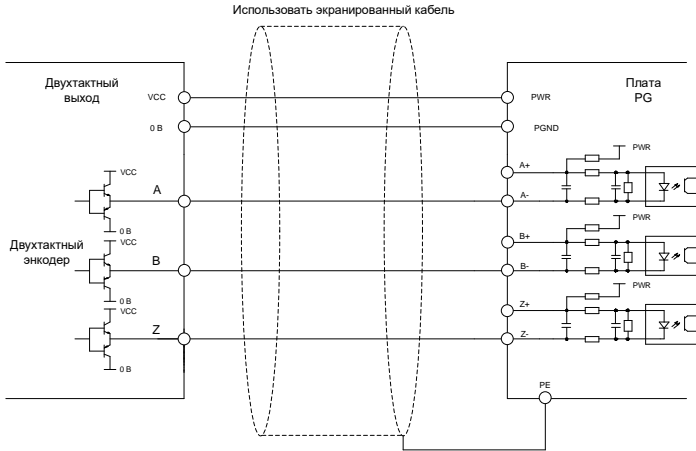 Использовать экранированный кабель
Двухтактный
выход
Плата
PG
VCC
PWR
0 В
PGND
PWR
A+
VCC
A
A-
0 В
PWR
B+
VCC
Двухтактный
энкодер
B
B-
0 В
PWR
Z+
VCC
Z
Z-
0 В
PE